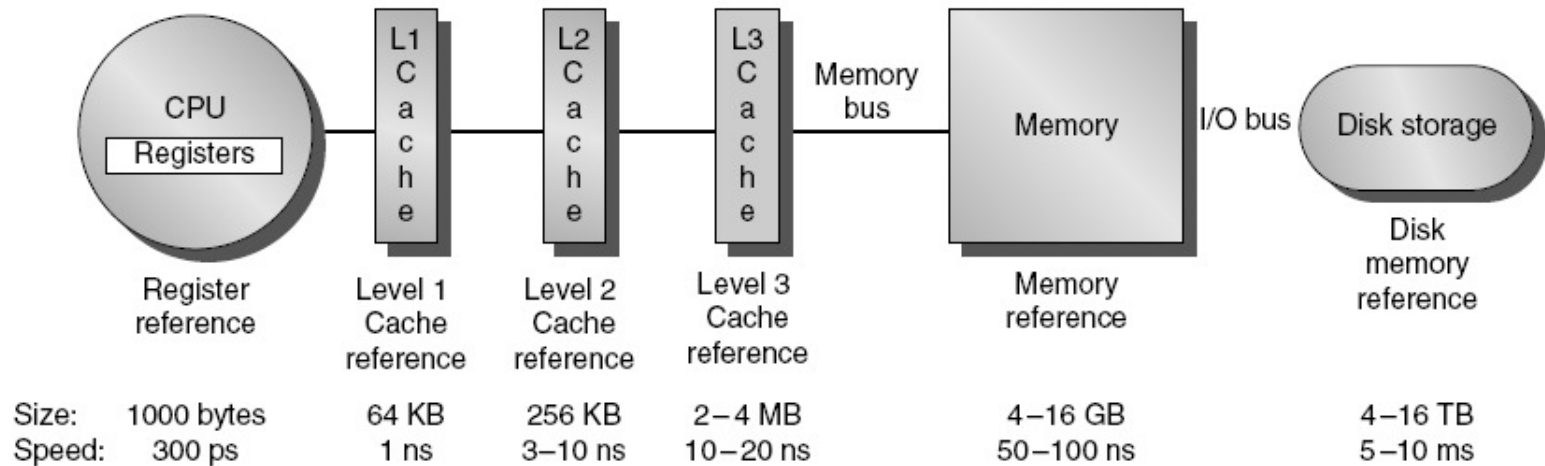 CPU
Registers
L1
C
a
c
h
e
L2
C
a
c
h
e
L3
C
a
c
h
e
Memory
bus
Memory
I/O bus
Disk storage
Register
reference
Level 1
Cache
reference
Level 2
Cache
reference
Level 3
Cache
reference
Memory
reference
Disk
memory
reference
Size: 1000 bytes 64 KB 256 KB 2–4 MB 4–16 GB 4–16 TB
Speed: 300 ps 1 ns 3–10 ns 10–20 ns 50–100 ns 5–10 ms